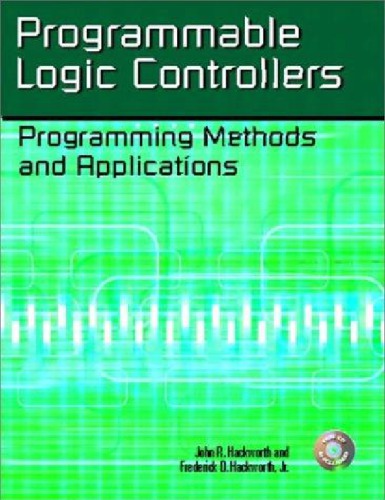 Programmable
Logic Controllers
Programming Methods
and Applications
John R. Hackworth and
Frederick D. Hackworth, Jr.